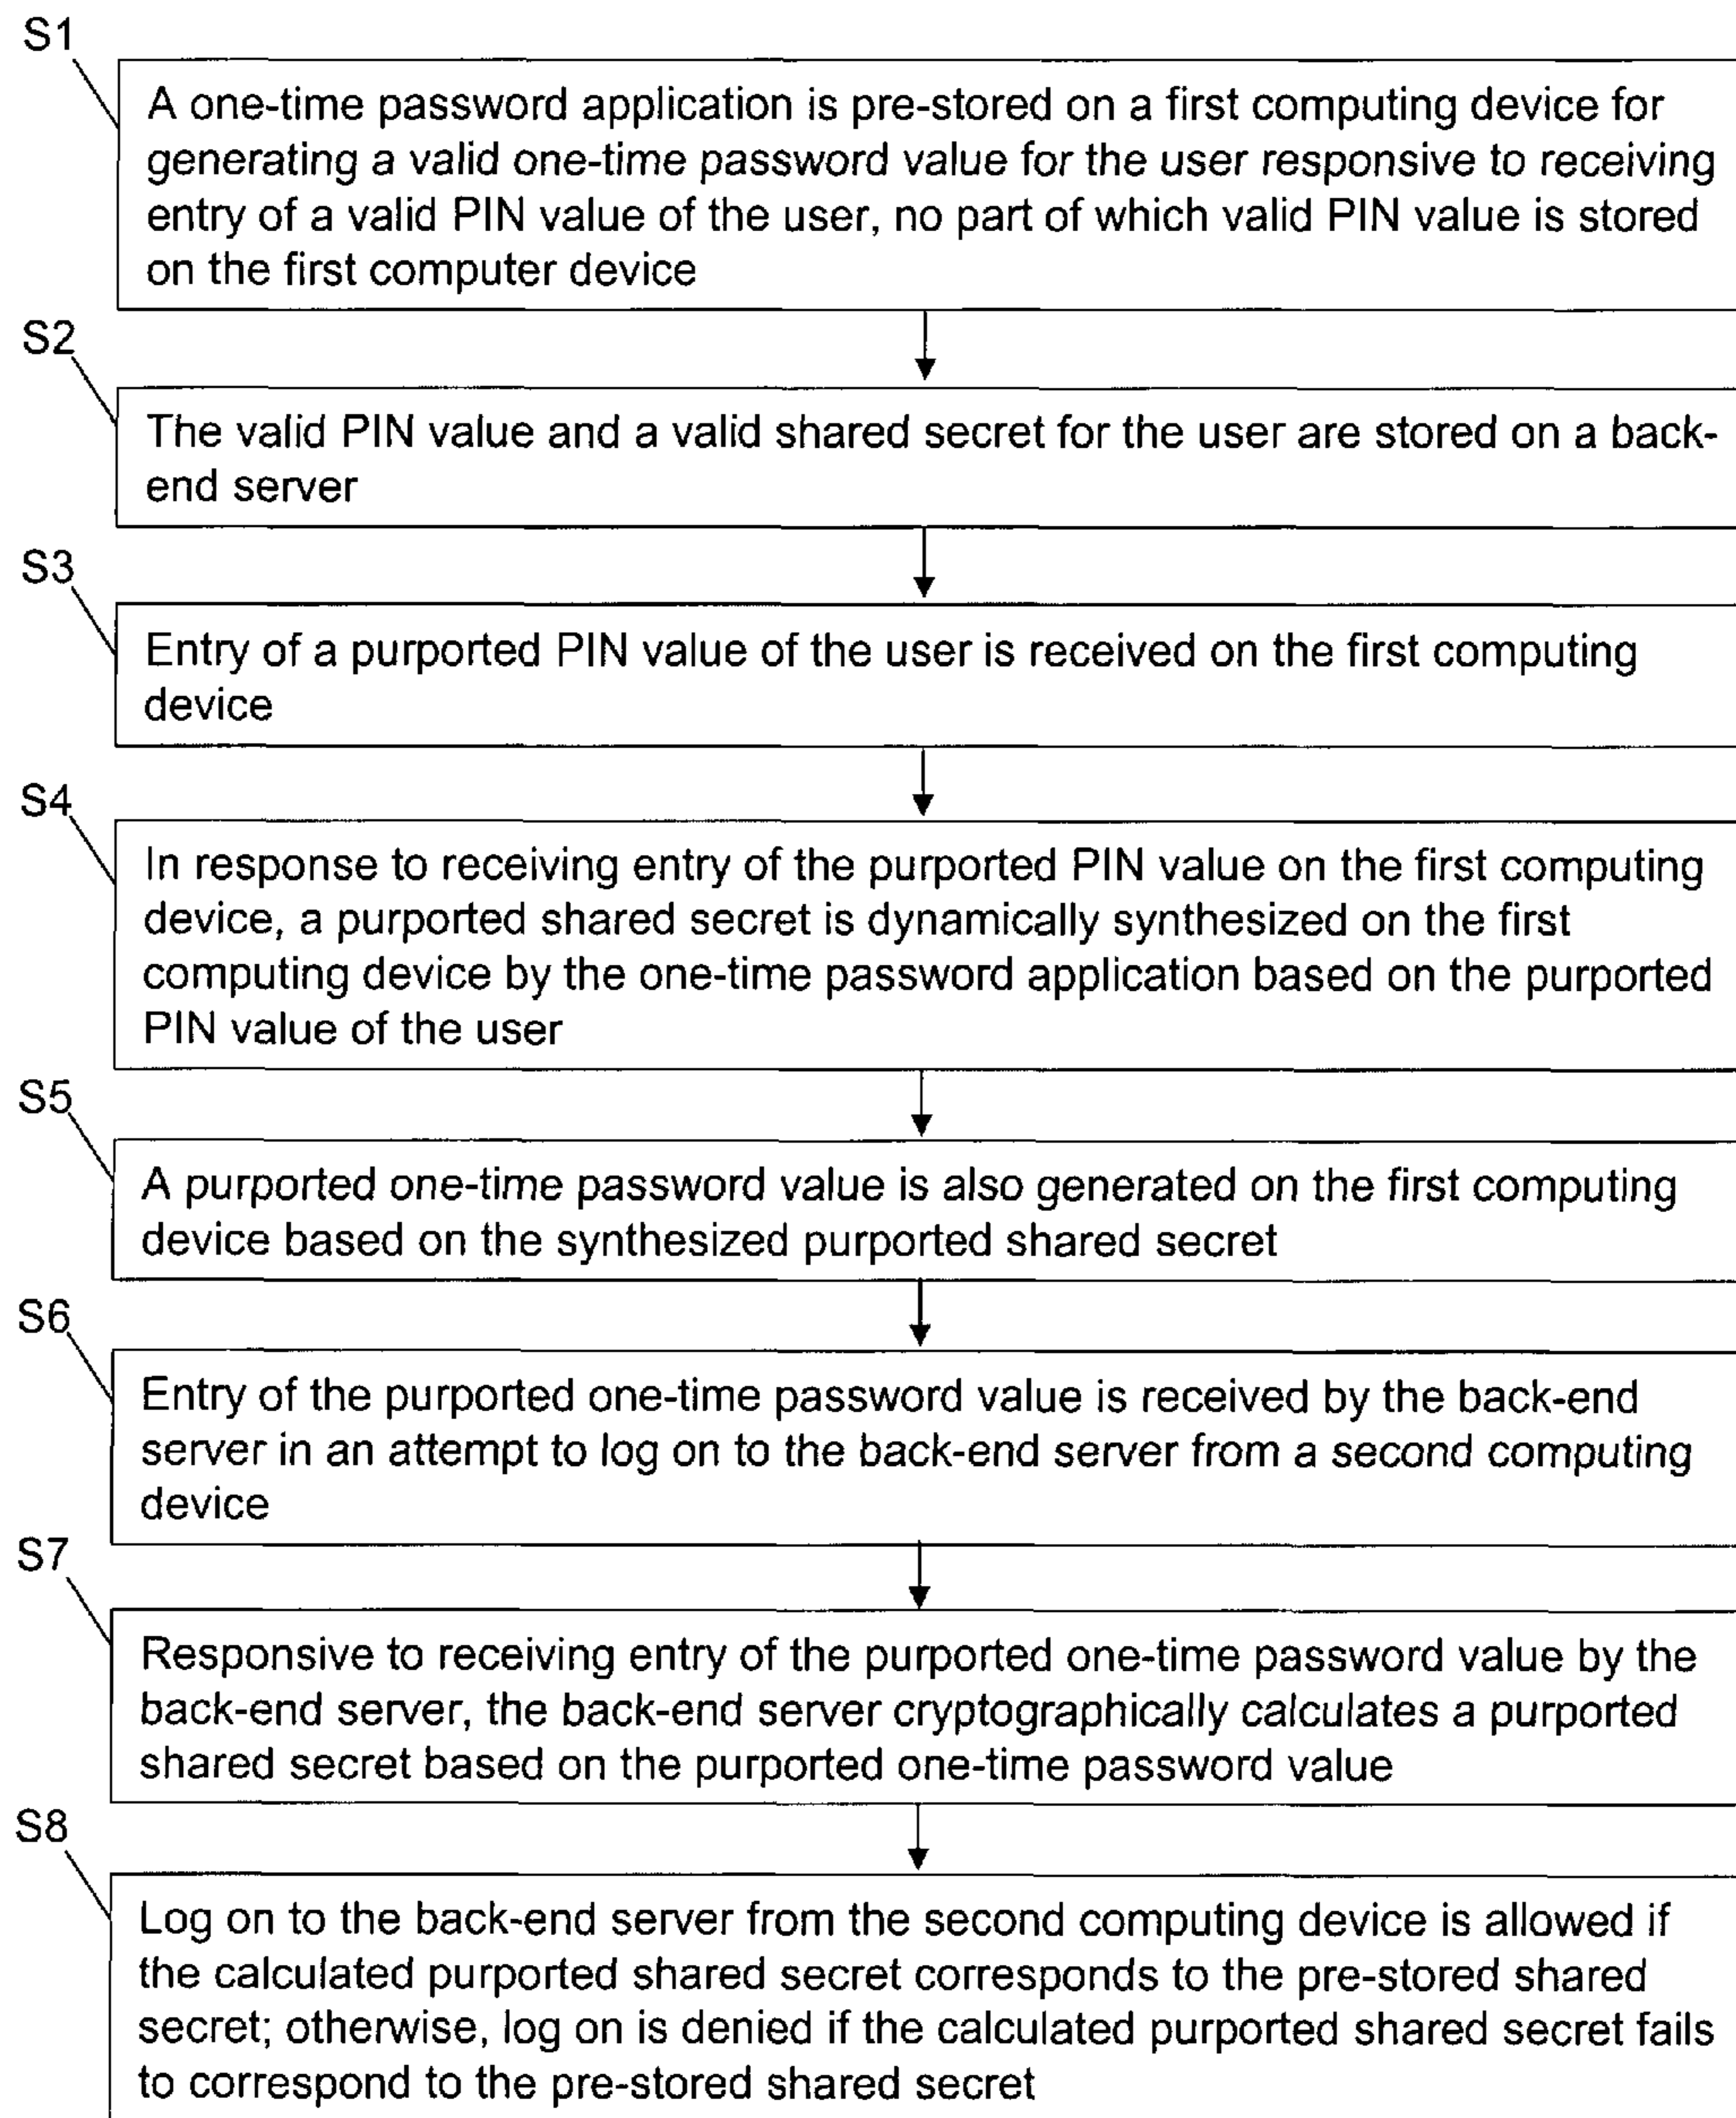 S1
A one-time password application is pre-stored on a first computing device for
generating a valid one-time password value for the user responsive to receiving
entry of a valid PIN value of the user, no part of which valid PIN value is stored
on the first computer device
S2
The valid PIN value and a valid shared secret for the user are stored on a back-
end server
S3
Entry of a purported PIN value of the user is received on the first computing
device
S4
In response to receiving entry of the purported PIN value on the first computing
device, a purported shared secret is dynamically synthesized on the first
computing device by the one-time password application based on the purported
PIN value of the user
S5
A purported one-time password value is also generated on the first computing
device based on the synthesized purported shared secret
S6
Entry of the purported one-time password value is received by the back-end
server in an attempt to log on to the back-end server from a second computing
device
S7
Responsive to receiving entry of the purported one-time password value by the
back-end server, the back-end server cryptographically calculates a purported
shared secret based on the purported one-time password value
S8
Log on to the back-end server from the second computing device is allowed if
the calculated purported shared secret corresponds to the pre-stored shared
secret; otherwise, log on is denied if the calculated purported shared secret fails
to correspond to the pre-stored shared secret